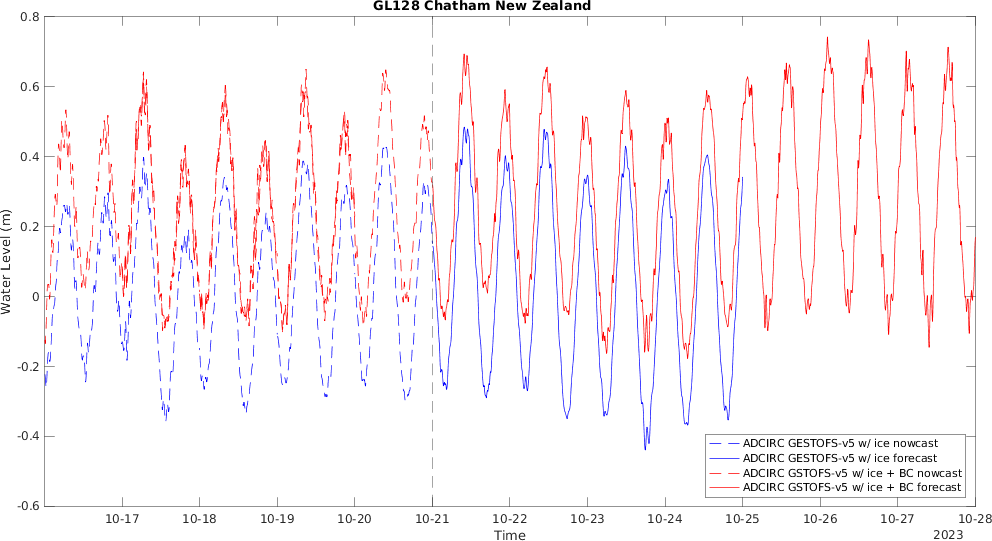 GL128 Chatham New Zealand
0.8
0.6
0.4
0.2
0
-0.2
-0.4
-0.6
Water Level (m)
ADCIRC GESTOFS-v5 w/ ice nowcast
ADCIRC GESTOFS-v5 w/ ice forecast
ADCIRC GSTOFS-v5 w/ ice + BC nowcast
ADCIRC GSTOFS-v5 w/ ice + BC forecast
10-17 10-18 10-19 10-20 10-21 10-22 10-23 10-24 10-25 10-26 10-27 10-28
Time
2023